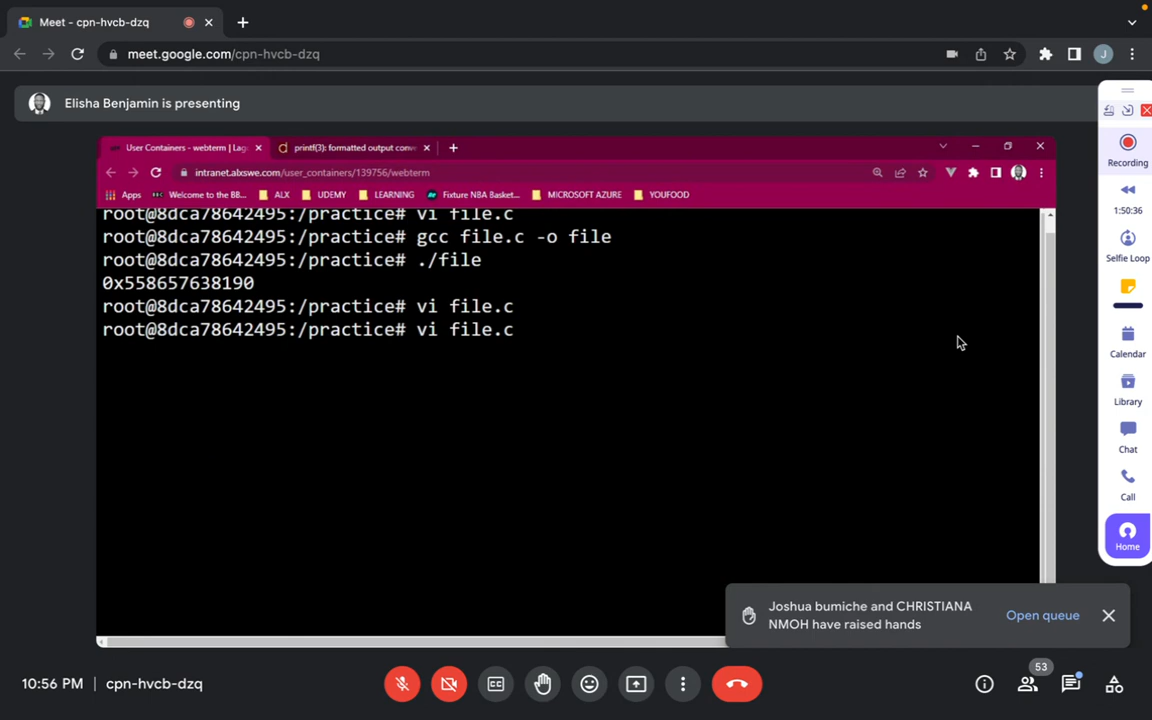 Meet - cpn-hvcb-dzq
meet.google.com/cpn-hvcb-dzq
J
Elisha Benjamin is presenting
User Containers - webterm | Lag
printf(3): formatted output conv
intranet.alxswe.com/user_containers/139756/webterm
Apps
Welcome to the BB...
ALX
UDEMY
LEARNING
Fixture NBA Basket...
MICROSOFT AZURE
YOUFOOD
root@8dca78642495:/practice# vi file.c
root@8dca78642495:/practice# gcc file.c -o file
root@8dca78642495:/practice# ./file
0x558657638190
root@8dca78642495:/practice# vi file.c
root@8dca78642495:/practice# vi file.c
Recording
1:50:36
Selfie Loop
Calendar
Library
Chat
Call
Home
Joshua bumiche and CHRISTIANA
NMOH have raised hands
Open queue
10:56 PM | cpn-hvcb-dzq
53